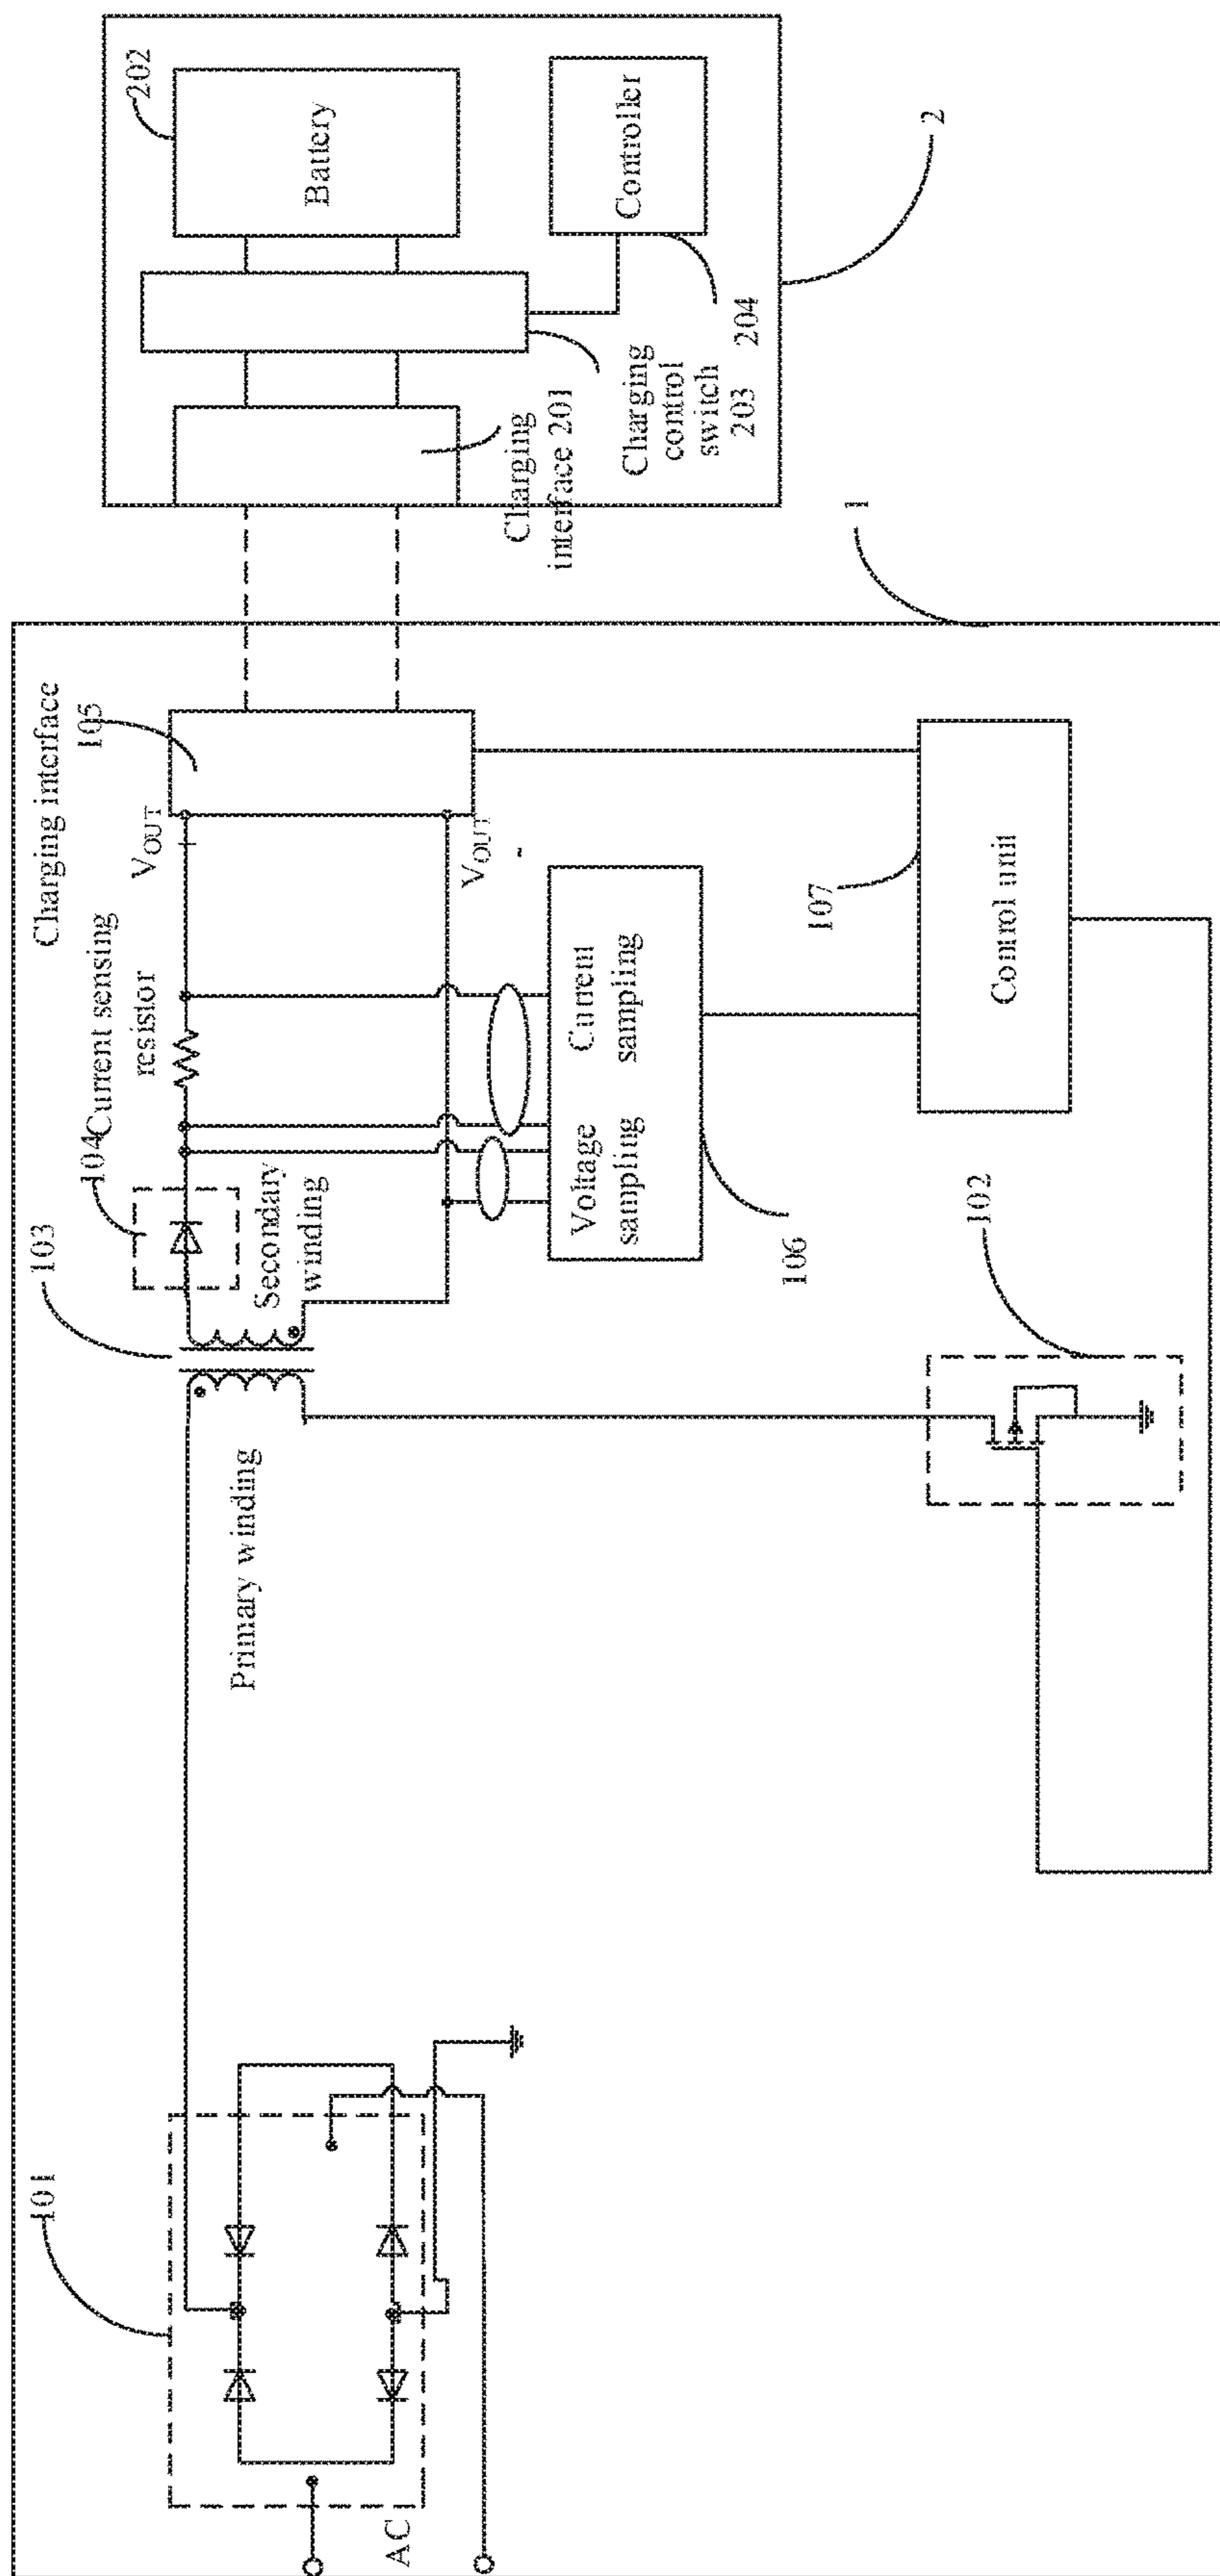 101
AC
Primary winding
103
104
Secondary
winding
Current sensing
resistor
Charging interface
105
VOUT
VOUT
-
Voltage
sampling
Current
sampling
106
107
Control unit
102
1
Charging
interface 201
Charging
control
switch
203
204
202
Battery
Controller
2